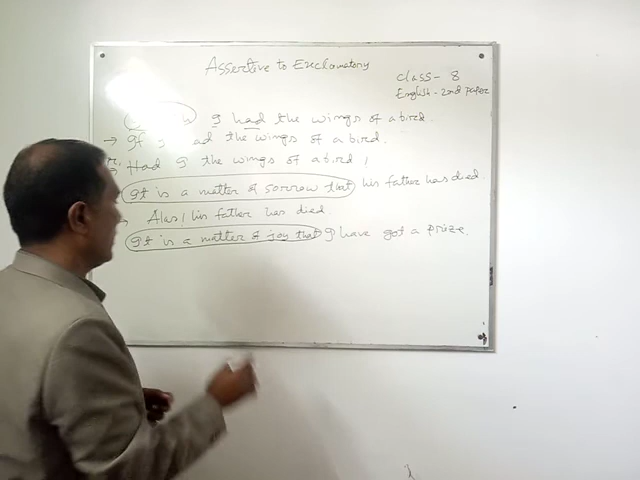 Assertive to Exclamatory
Class - 8
English - 2nd paper
I had the wings of a bird.
→ If I had the wings of a bird.
→ Had I the wings of a bird!
It is a matter of sorrow that his father has died.
Alas! his father has died.
It is a matter of joy that I have got a prize.